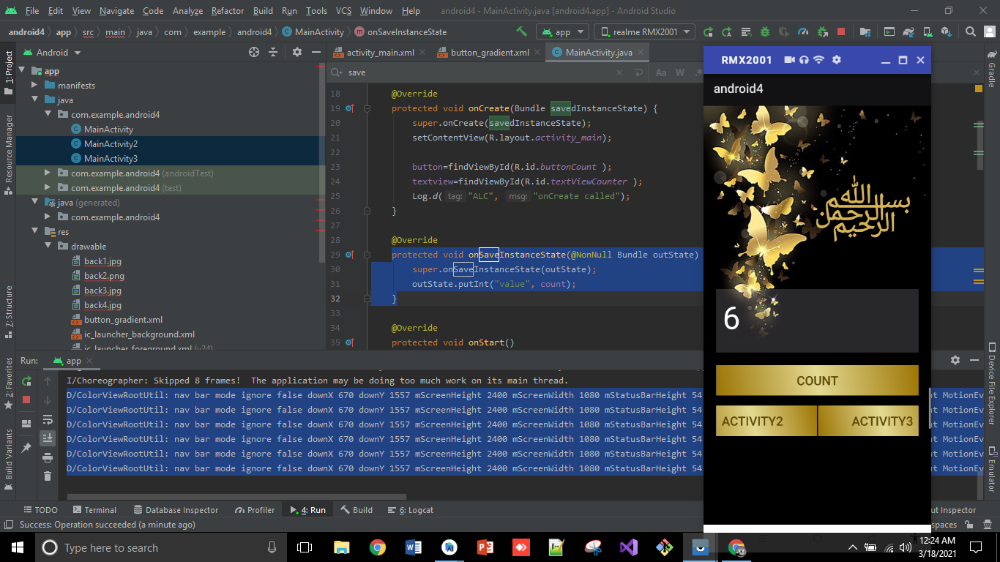 File Edit View Navigate Code Analyze Refactor Build Run Tools VCS Window Help android4 - MainActivity.java [android4.app] - Android Studio
android4 app src main java com example android4 MainActivity onSaveInstanceState app realme RMX2001
Android
activity_main.xml button_gradient.xml MainActivity.java
save
Aa W .*
1: Project
Resource Manager
7: Structure
2: Favorites
Build Variants
Gradle
Device File Explorer
Emulator
app
manifests
java
com.example.android4
MainActivity
MainActivity2
MainActivity3
com.example.android4 (androidTest)
com.example.android4 (test)
java (generated)
com.example.android4
res
drawable
back1.jpg
back2.png
back3.jpg
back4.jpg
button_gradient.xml
ic_launcher_background.xml
ic_launcher_foreground.xml (v24)
18 @Override
19 protected void onCreate(Bundle savedInstanceState) {
20 super.onCreate(savedInstanceState);
21 setContentView(R.layout.activity_main);
22
23 button=findViewById(R.id.buttonCount );
24 textview=findViewById(R.id.textViewCounter );
25 Log.d( tag: "ALC", msg: "onCreate called");
26 }
27
28 @Override
29 protected void onSaveInstanceState(@NonNull Bundle outState)
30 super.onSaveInstanceState(outState);
31 outState.putInt("value", count);
32 }
33
34 @Override
35 protected void onStart()
RMX2001
android4
بسم الله الرحمن الرحيم
6
COUNT
ACTIVITY2 ACTIVITY3
Run: app
I/Choreographer: Skipped 8 frames! The application may be doing too much work on its main thread.
D/ColorViewRootUtil: nav bar mode ignore false downX 670 downY 1557 mScreenHeight 2400 mScreenWidth 1080 mStatusBarHeight 54 MotionEv
D/ColorViewRootUtil: nav bar mode ignore false downX 670 downY 1557 mScreenHeight 2400 mScreenWidth 1080 mStatusBarHeight 54 MotionEv
D/ColorViewRootUtil: nav bar mode ignore false downX 670 downY 1557 mScreenHeight 2400 mScreenWidth 1080 mStatusBarHeight 54 MotionEv
D/ColorViewRootUtil: nav bar mode ignore false downX 670 downY 1557 mScreenHeight 2400 mScreenWidth 1080 mStatusBarHeight 54 MotionEv
D/ColorViewRootUtil: nav bar mode ignore false downX 670 downY 1557 mScreenHeight 2400 mScreenWidth 1080 mStatusBarHeight 54 MotionEv
D/ColorViewRootUtil: nav bar mode ignore false downX 670 downY 1557 mScreenHeight 2400 mScreenWidth 1080 mStatusBarHeight 54 MotionEv
TODO Terminal Database Inspector Profiler 4: Run Build 6: Logcat ut Inspector
Success: Operation succeeded (a minute ago) spaces
Type here to search
12:24 AM
3/18/2021